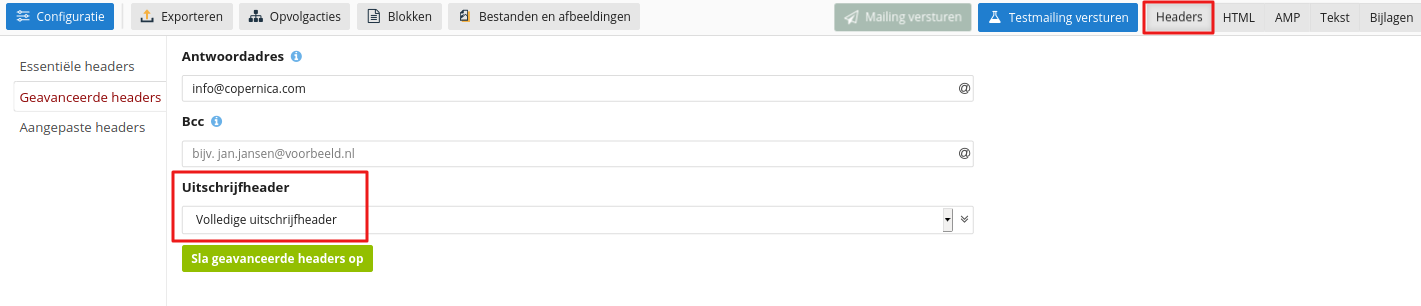 Configuratie Exporteren Opvolgacties Blokken Bestanden en afbeeldingen Mailing versturen Testmailing versturen Headers HTML AMP Tekst Bijlagen
Essentiële headers
Geavanceerde headers
Aangepaste headers
Antwoordadres
info@copernica.com @
Bcc
bijv. jan.jansen@voorbeeld.nl @
Uitschrijfheader
Volledige uitschrijfheader
Sla geavanceerde headers op